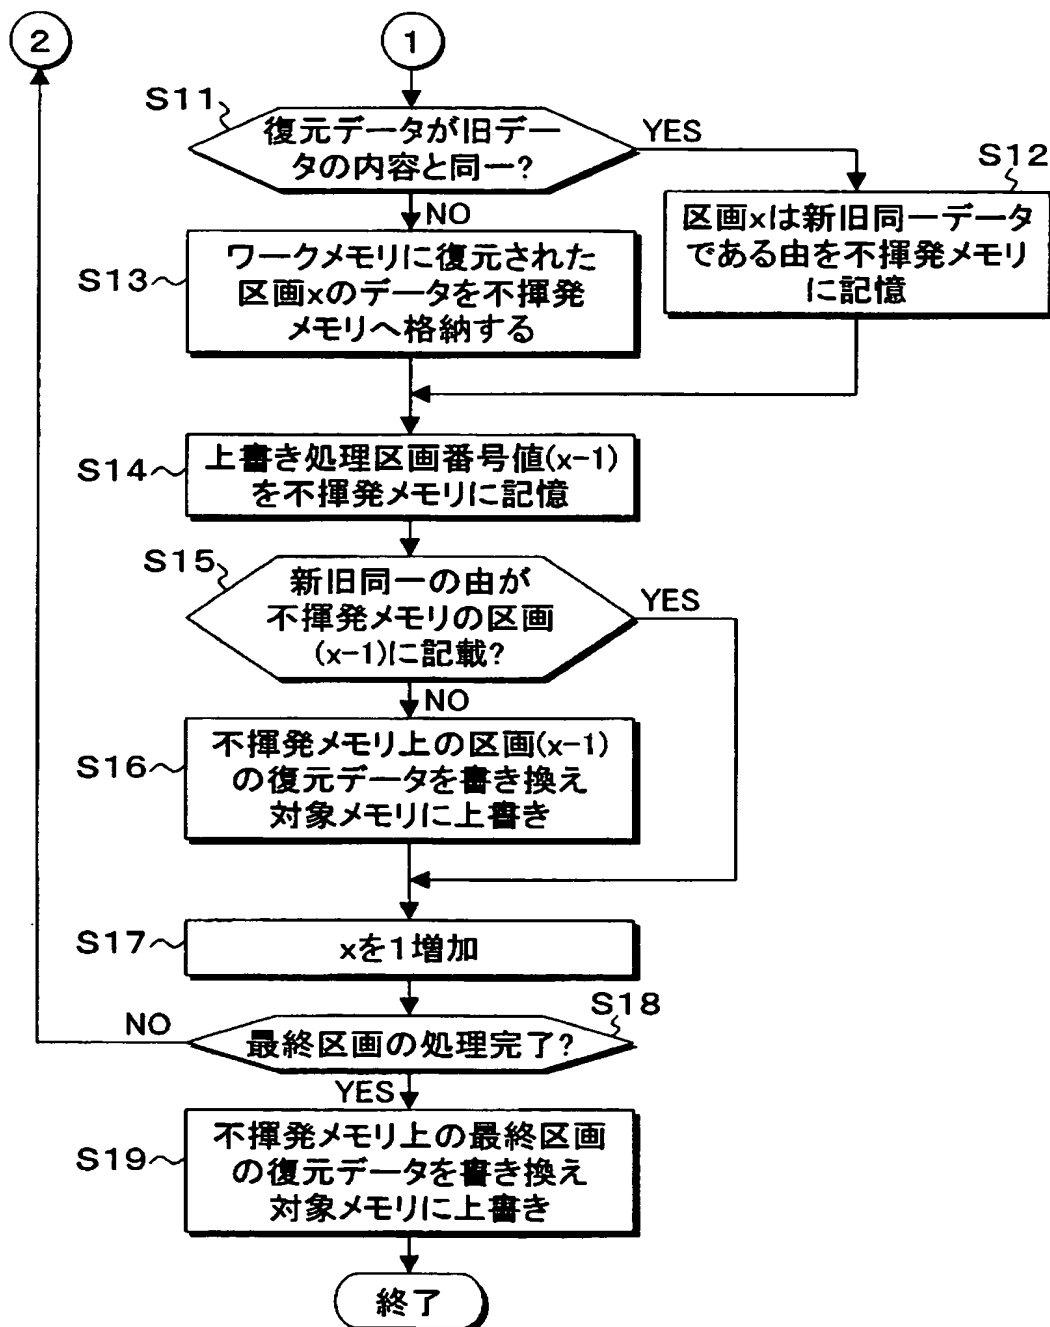 2
1
S11
復元データが旧デー
タの内容と同一?
YES
NO
S12
区画xは新旧同一データ
である由を不揮発メモリ
に記憶
S13
ワークメモリに復元された
区画xのデータを不揮発
メモリへ格納する
S14
上書き処理区画番号値(x-1)
を不揮発メモリに記憶
S15
新旧同一の由が
不揮発メモリの区画
(x-1)に記載?
YES
NO
S16
不揮発メモリ上の区画(x-1)
の復元データを書き換え
対象メモリに上書き
S17
xを1増加
S18
最終区画の処理完了?
NO
YES
S19
不揮発メモリ上の最終区画
の復元データを書き換え
対象メモリに上書き
終了